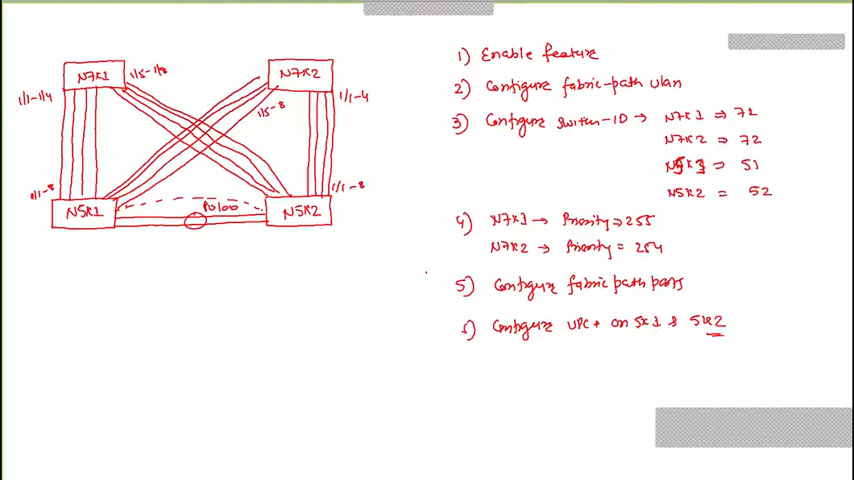 N7K1
1/5-1/8
N7K2
1/1-1/4
1/1-4
1/5-8
1/1-8
1/1-8
N5K1
PO100
N5K2
1) Enable feature
2) Configure fabric-path vlan
3) Configure switch-ID → N7K1 ⇒ 72
N7K2 ⇒ 72
N5K1 ⇒ 51
N5K2 = 52
4) N7K1 → Priority ⇒ 255
N7K2 → Priority = 254
5) Configure fabric path ports
Configure VPC+ on 5K1 & 5K2